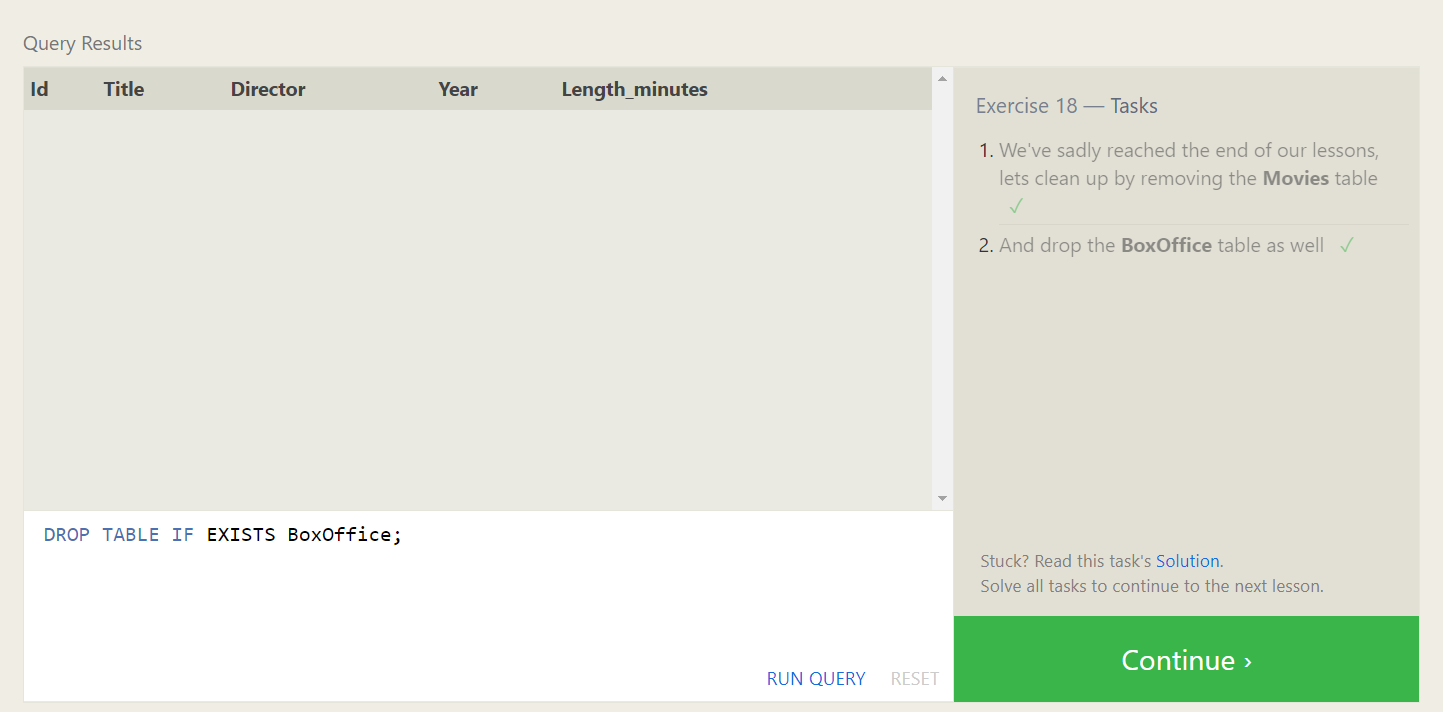 Query Results
Id Title Director Year Length_minutes
Exercise 18 — Tasks
1. We've sadly reached the end of our lessons,
lets clean up by removing the Movies table
✓
2. And drop the BoxOffice table as well ✓
DROP TABLE IF EXISTS BoxOffice;
RUN QUERY RESET
Stuck? Read this task's Solution.
Solve all tasks to continue to the next lesson.
Continue ›